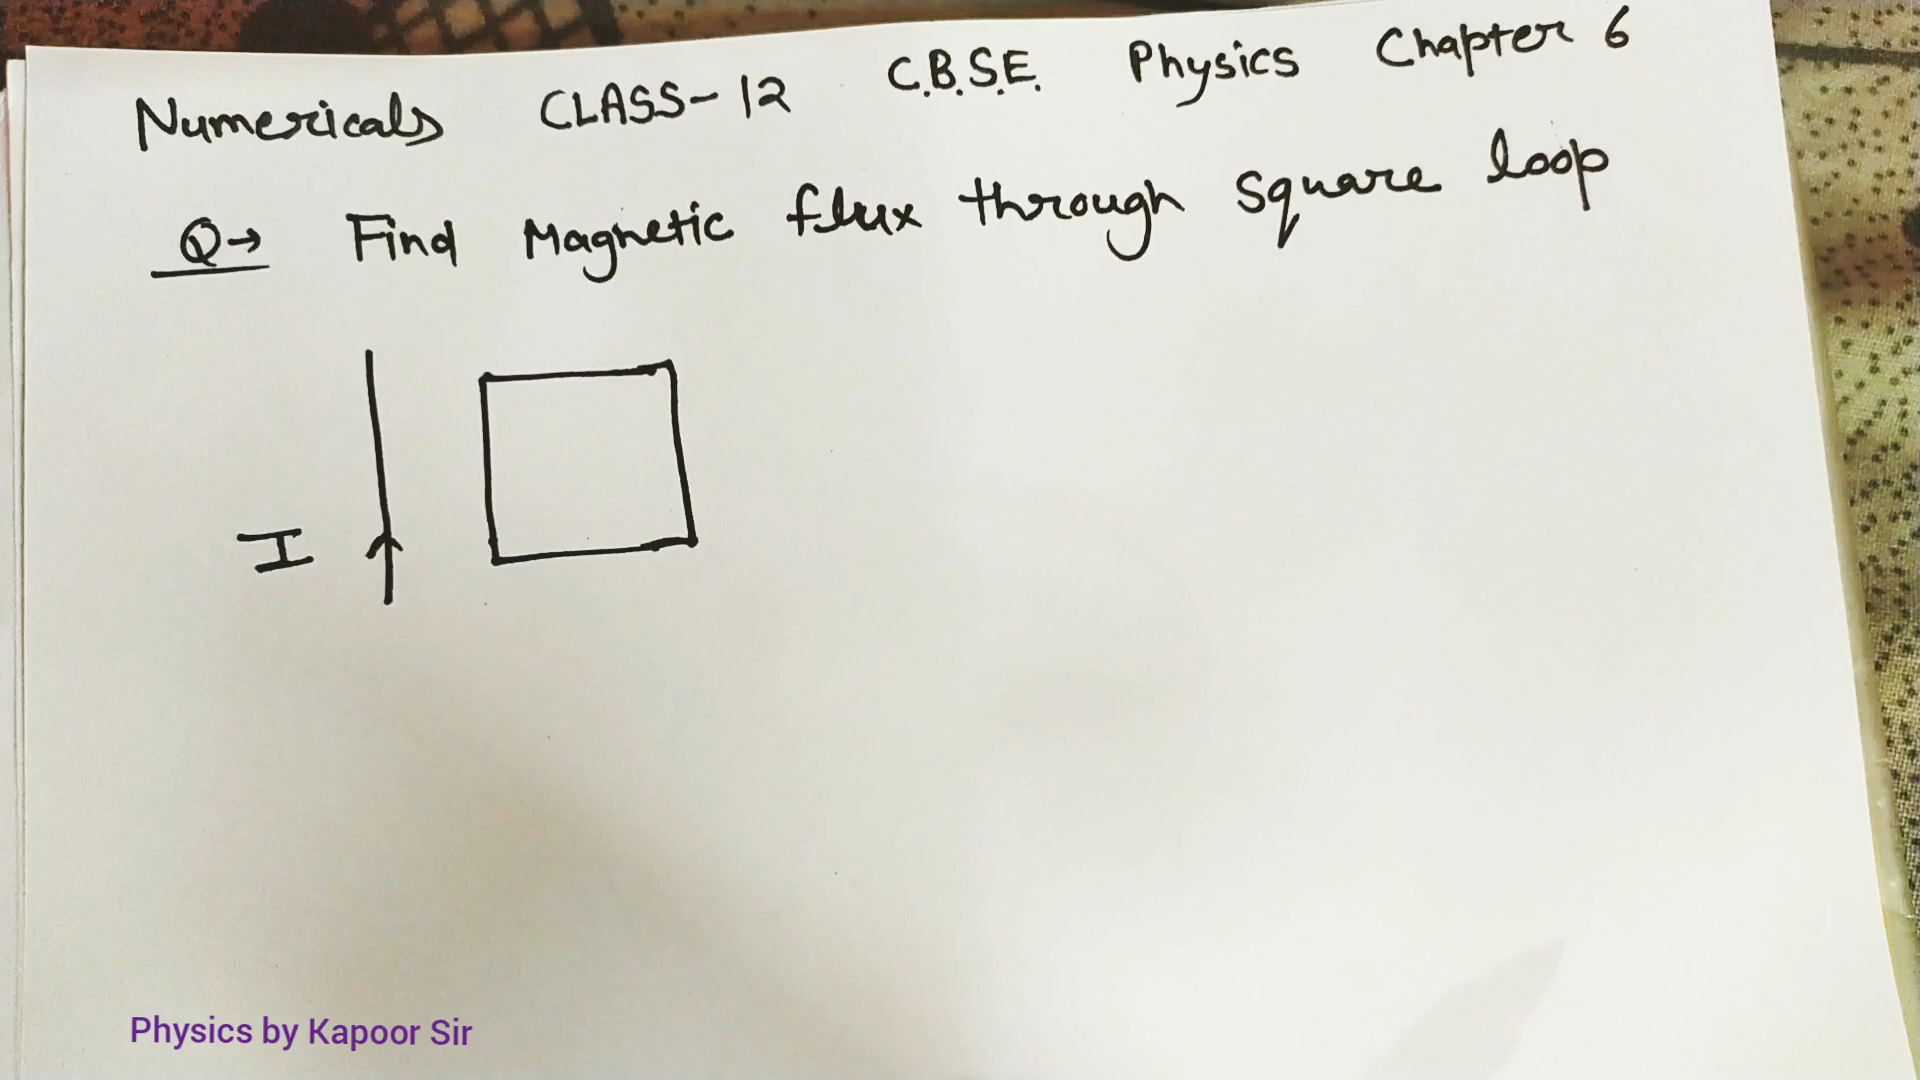 Numericals CLASS-12 C.B.S.E. Physics Chapter 6
Q→ Find Magnetic flux through square loop
I
Physics by Kapoor Sir